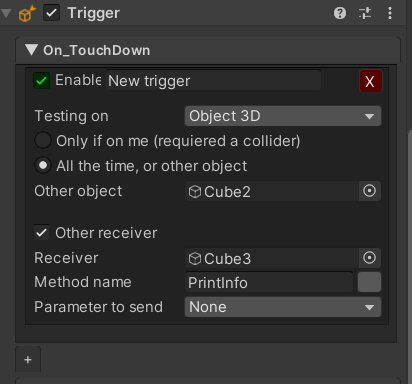 Trigger
On_TouchDown
Enable New trigger X
Testing on Object 3D
Only if on me (requiered a collider)
All the time, or other object
Other object Cube2
Other receiver
Receiver Cube3
Method name PrintInfo
Parameter to send None
+